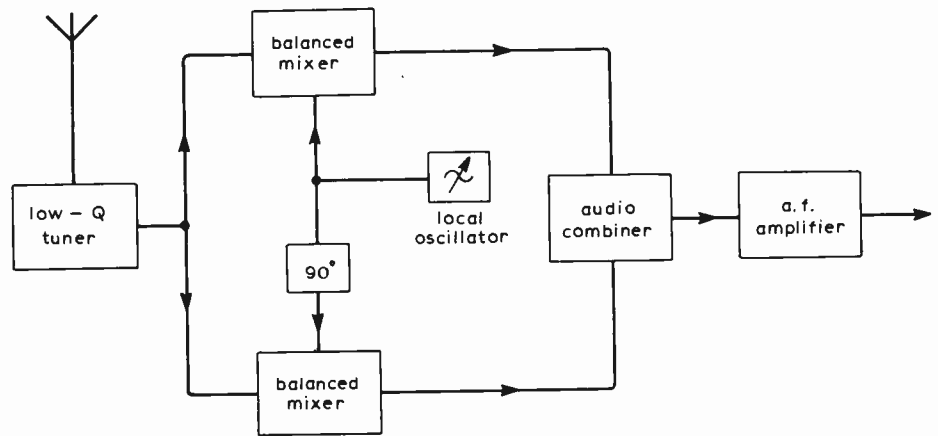 balanced
mixer
low - Q
tuner
local
oscillator
90°
audio
combiner
a.f.
amplifier
balanced
mixer